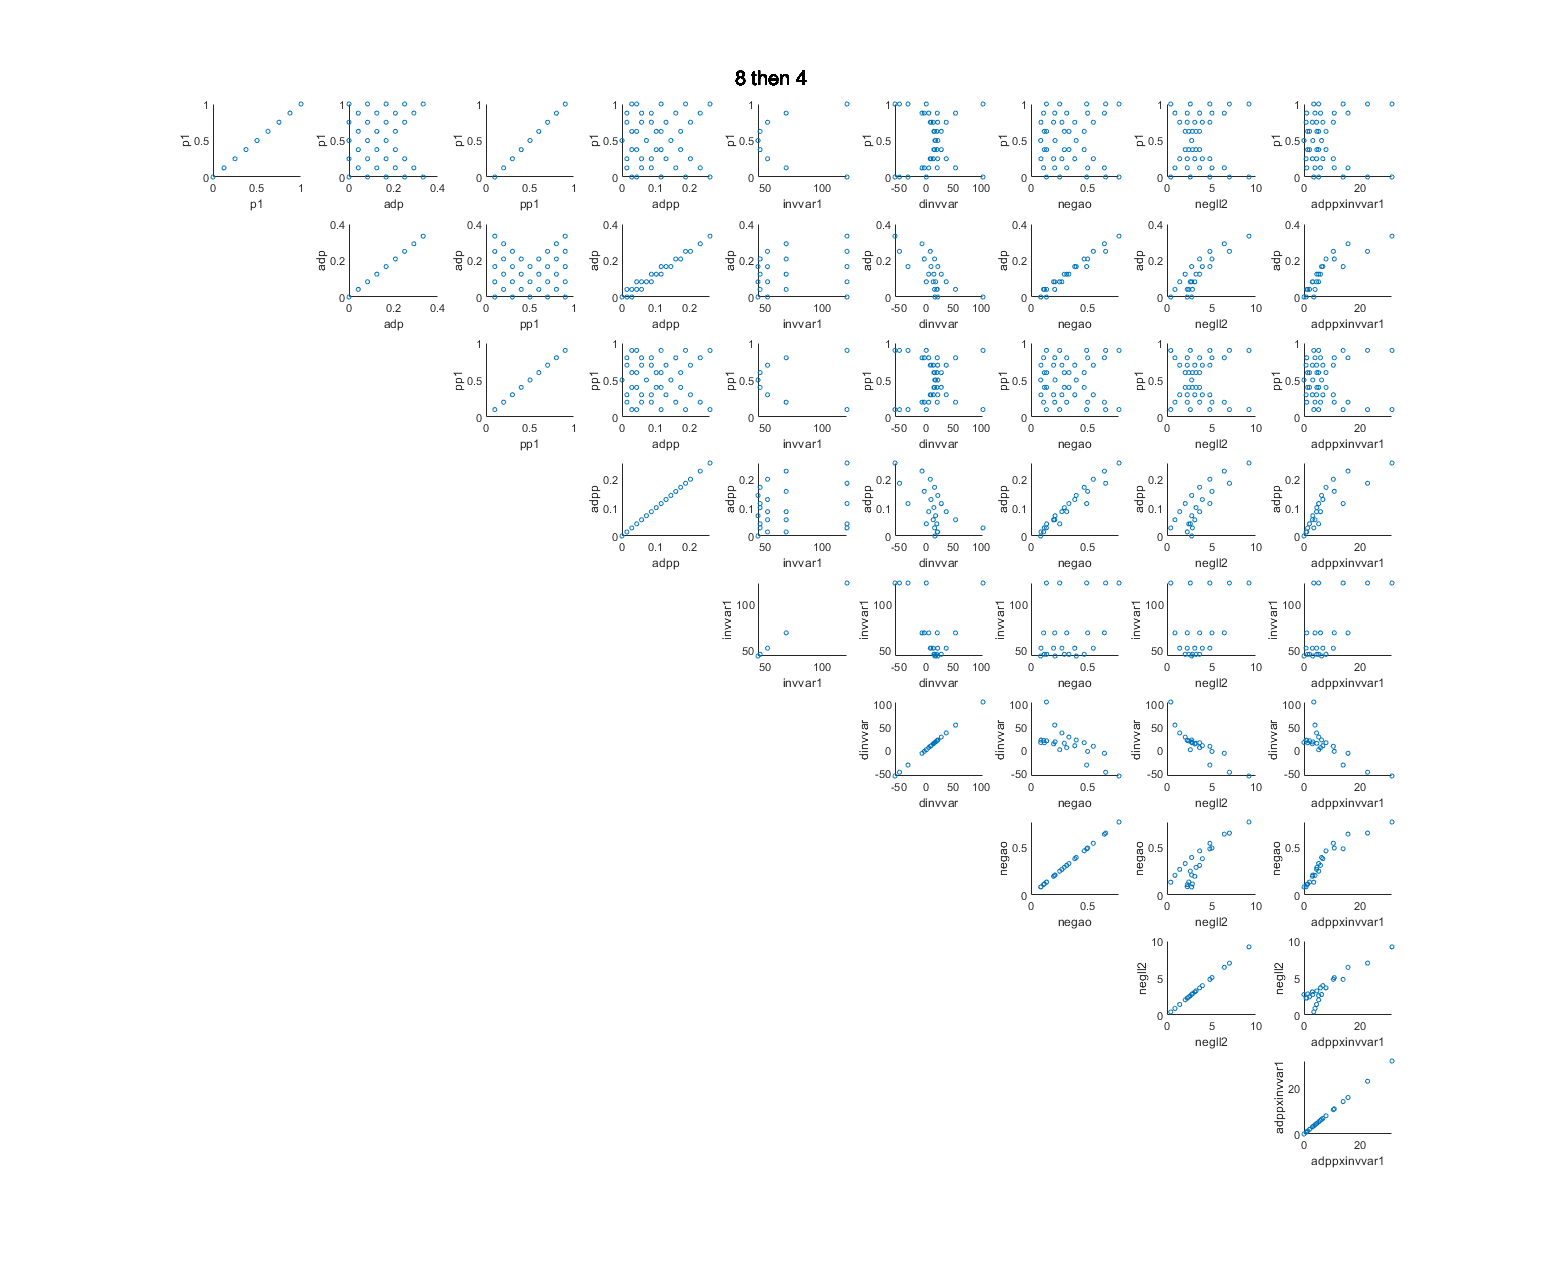 8 then 4
p1 p1 p1 p1 p1 p1 p1 p1 p1
1 1 1 1 1 1 1 1 1
0.5 0.5 0.5 0.5 0.5 0.5 0.5 0.5 0.5
0 0 0 0 0 0 0 0 0
0 0.5 1 0 0.2 0.4 0 0.5 1 0 0.1 0.2 50 100 -50 0 50 100 0 0.5 0 5 10 0 20
p1 adp pp1 adpp invvar1 dinvvar negao negll2 adppxinvvar1
adp adp adp adp adp adp adp adp
0.4 0.4 0.4 0.4 0.4 0.4 0.4 0.4
0.2 0.2 0.2 0.2 0.2 0.2 0.2 0.2
0 0 0 0 0 0 0 0
0 0.2 0.4 0 0.5 1 0 0.1 0.2 50 100 -50 0 50 100 0 0.5 0 5 10 0 20
adp pp1 adpp invvar1 dinvvar negao negll2 adppxinvvar1
pp1 pp1 pp1 pp1 pp1 pp1 pp1
1 1 1 1 1 1 1
0.5 0.5 0.5 0.5 0.5 0.5 0.5
0 0 0 0 0 0 0
0 0.5 1 0 0.1 0.2 50 100 -50 0 50 100 0 0.5 0 5 10 0 20
pp1 adpp invvar1 dinvvar negao negll2 adppxinvvar1
adpp adpp adpp adpp adpp adpp
0.2 0.2 0.2 0.2 0.2 0.2
0.1 0.1 0.1 0.1 0.1 0.1
0 0 0 0 0 0
0 0.1 0.2 50 100 -50 0 50 100 0 0.5 0 5 10 0 20
adpp invvar1 dinvvar negao negll2 adppxinvvar1
invvar1 invvar1 invvar1 invvar1 invvar1
100 100 100 100 100
50 50 50 50 50
50 100 -50 0 50 100 0 0.5 0 5 10 0 20
invvar1 dinvvar negao negll2 adppxinvvar1
dinvvar dinvvar dinvvar dinvvar
100 100 100 100
50 50 50 50
0 0 0 0
-50 -50 -50 -50
-50 0 50 100 0 0.5 0 5 10 0 20
dinvvar negao negll2 adppxinvvar1
negao negao negao
0.5 0.5 0.5
0 0 0
0 0.5 0 5 10 0 20
negao negll2 adppxinvvar1
negll2 negll2
10 10
5 5
0 0
0 5 10 0 20
negll2 adppxinvvar1
adppxinvvar1
20
0
0 20
adppxinvvar1